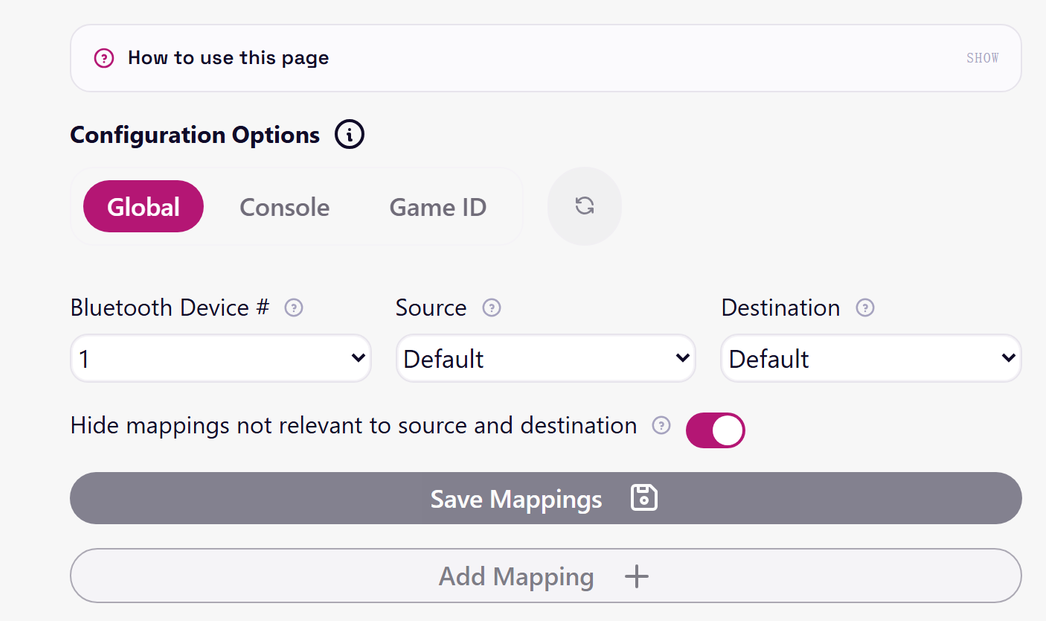 How to use this page
SHOW
Configuration Options
Global Console Game ID
Bluetooth Device # Source Destination
1 Default Default
Hide mappings not relevant to source and destination
Save Mappings
Add Mapping